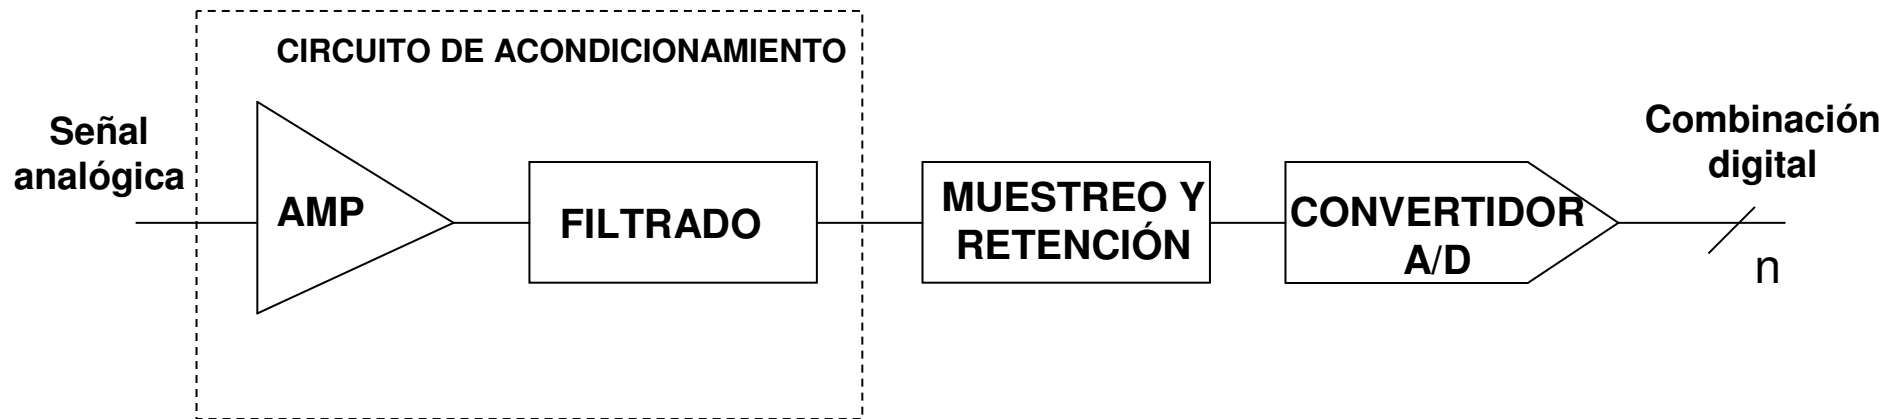 CIRCUITO DE ACONDICIONAMIENTO
Señal
analógica
AMP
FILTRADO
MUESTREO Y
RETENCIÓN
CONVERTIDOR
A/D
Combinación
digital
n